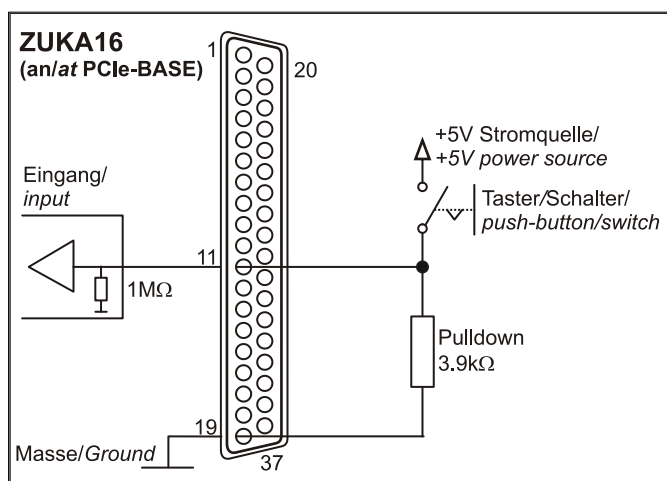 ZUKA16
(an/at PCIe-BASE)
1
20
+5V Stromquelle/
+5V power source
Eingang/
input
Taster/Schalter/
push-button/switch
11
1MΩ
Pulldown
3.9kΩ
19
Masse/Ground
37